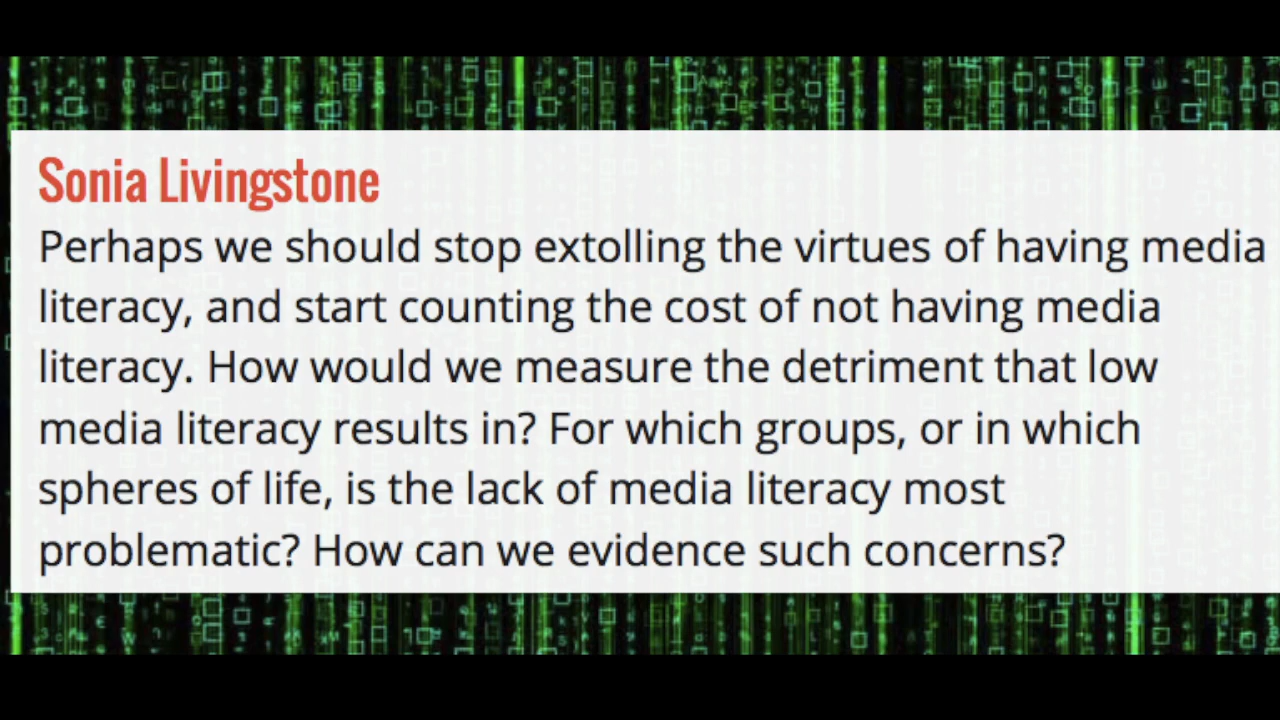 Sonia Livingstone
Perhaps we should stop extolling the virtues of having media
literacy, and start counting the cost of not having media
literacy. How would we measure the detriment that low
media literacy results in? For which groups, or in which
spheres of life, is the lack of media literacy most
problematic? How can we evidence such concerns?